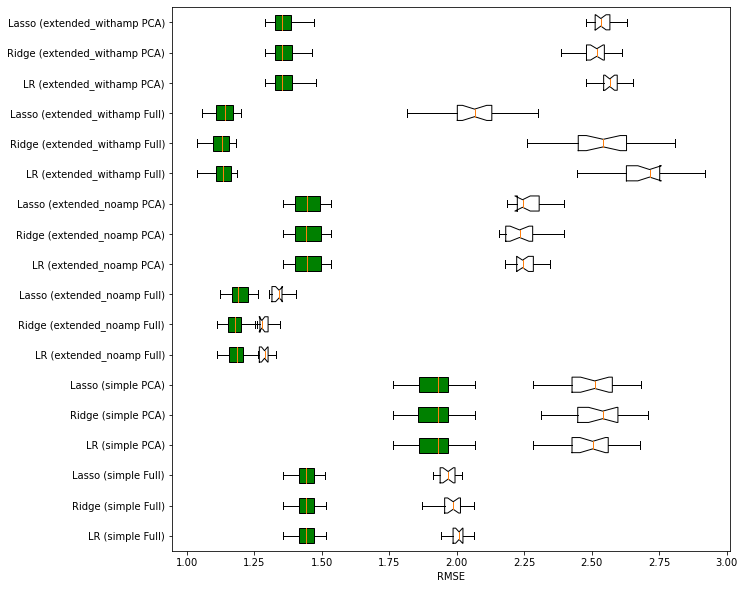 Lasso (extended_withamp PCA)
Ridge (extended_withamp PCA)
LR (extended_withamp PCA)
Lasso (extended_withamp Full)
Ridge (extended_withamp Full)
LR (extended_withamp Full)
Lasso (extended_noamp PCA)
Ridge (extended_noamp PCA)
LR (extended_noamp PCA)
Lasso (extended_noamp Full)
Ridge (extended_noamp Full)
LR (extended_noamp Full)
Lasso (simple PCA)
Ridge (simple PCA)
LR (simple PCA)
Lasso (simple Full)
Ridge (simple Full)
LR (simple Full)
1.00 1.25 1.50 1.75 2.00 2.25 2.50 2.75 3.00
RMSE